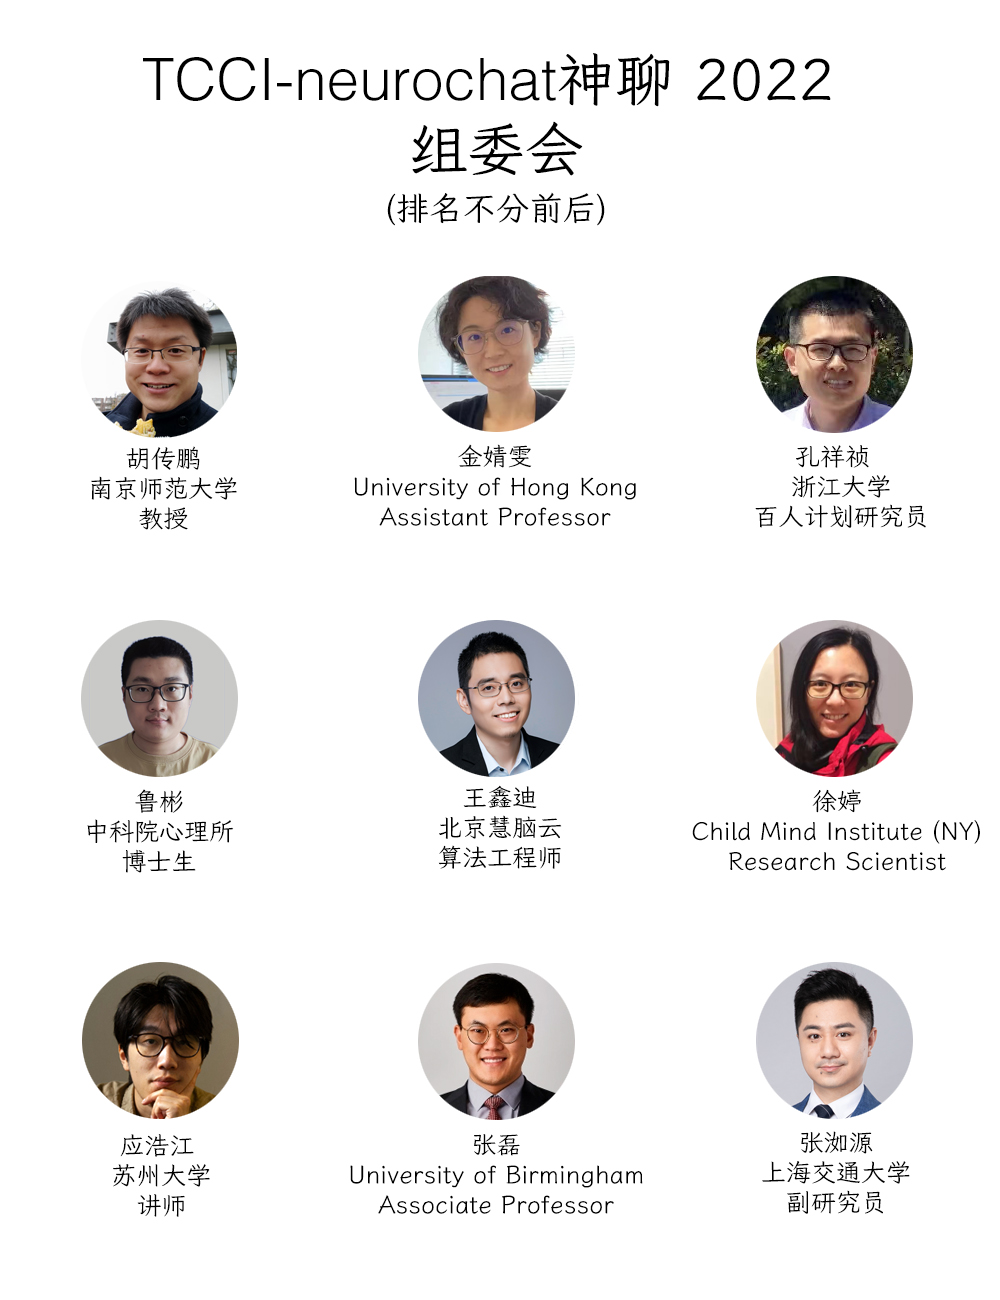 TCCI-neurochat神聊 2022
组委会
(排名不分前后)
胡传鹏
南京师范大学
教授
金婧雯
University of Hong Kong
Assistant Professor
孔祥祯
浙江大学
百人计划研究员
鲁彬
中科院心理所
博士生
王鑫迪
北京慧脑云
算法工程师
徐婷
Child Mind Institute (NY)
Research Scientist
应浩江
苏州大学
讲师
张磊
University of Birmingham
Associate Professor
张洳源
上海交通大学
副研究员